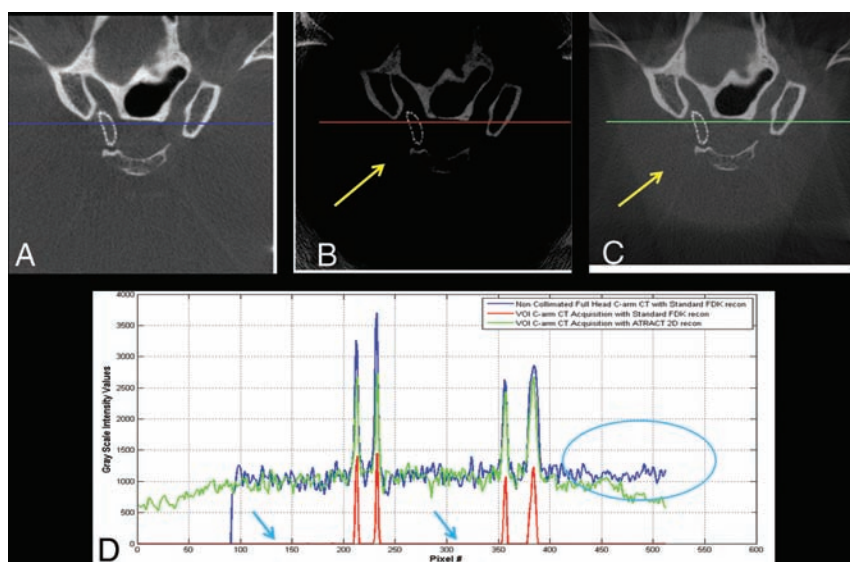 A
B
C
4000
3500
3000
2500
2000
1500
1000
500
0
Gray Scale Intensity Values
Non-Collimated Full Head C-arm CT with Standard FDK recon
VOI C-arm CT Acquisition with Standard FDK recon
VOI C-arm CT Acquisition with ATRACT 2D recon
D
0 50 100 150 200 250 300 350 400 450 500 550 600
Pixel #